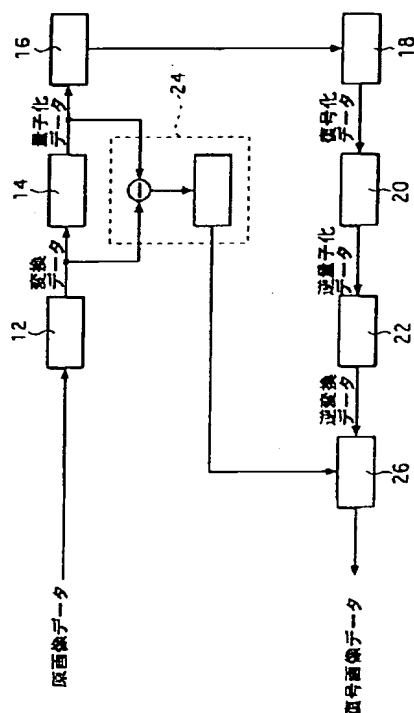 原画像データ
12
変換
データ
14
量子化
データ
16
24
18
復号化
データ
20
逆量子化
データ
22
逆変換
データ
26
復号画像データ